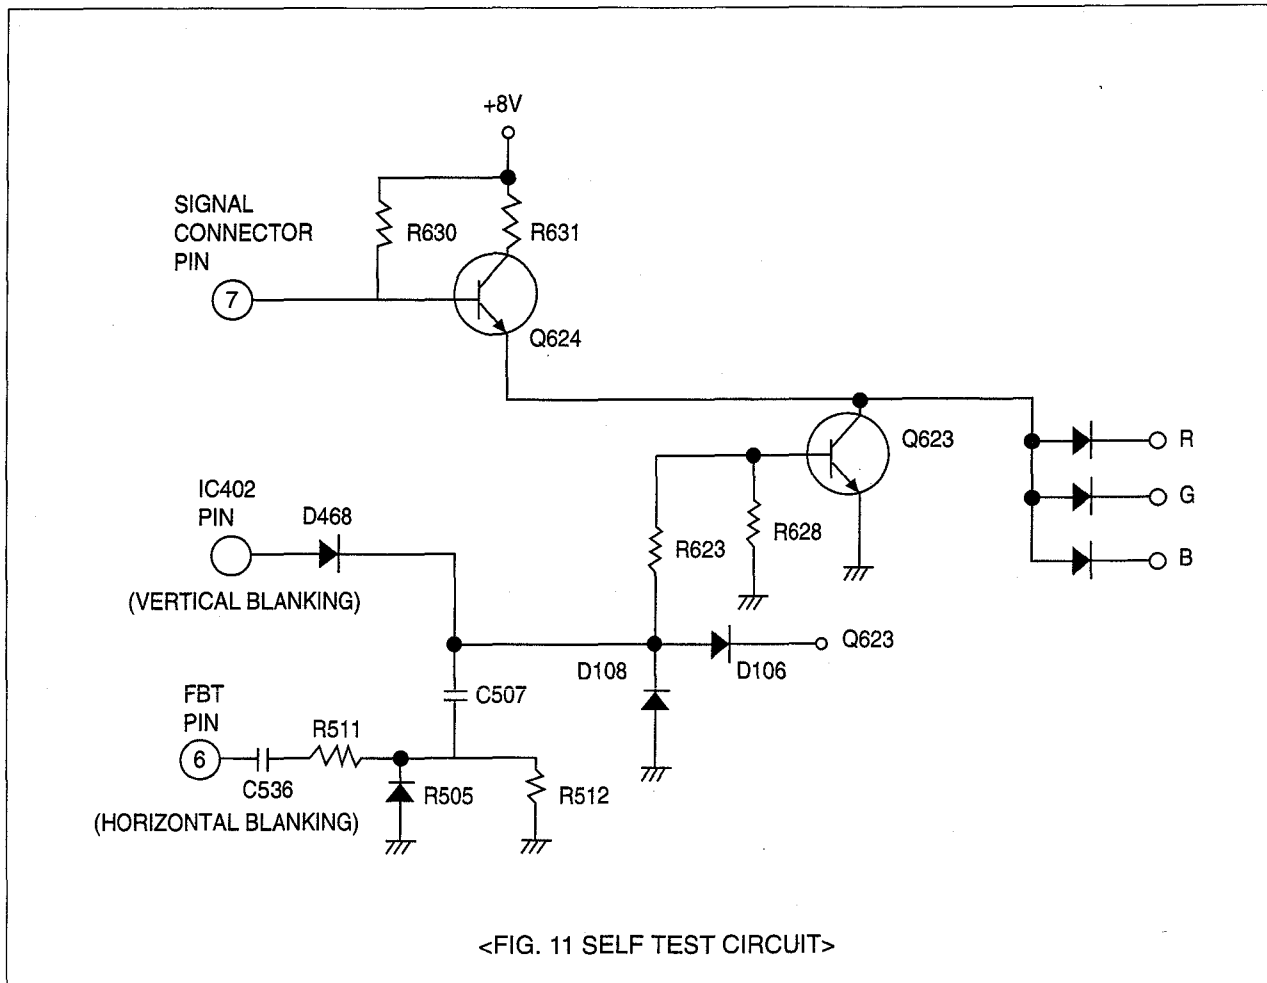 +8V
SIGNAL
CONNECTOR
PIN
7
R630
R631
Q624
Q623
R
G
B
IC402
PIN
D468
(VERTICAL BLANKING)
R623
R628
Q623
D108
D106
C507
FBT
PIN
6
R511
C536
R505
R512
(HORIZONTAL BLANKING)
<FIG. 11 SELF TEST CIRCUIT>